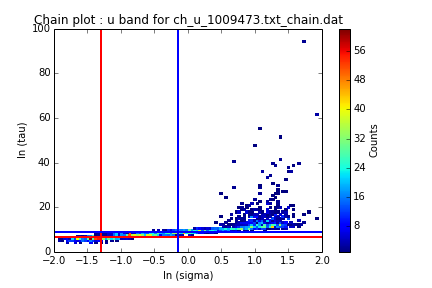 Chain plot : u band for ch_u_1009473.txt_chain.dat
100
80
60
40
20
0
ln (tau)
−2.0 −1.5 −1.0 −0.5 0.0 0.5 1.0 1.5 2.0
ln (sigma)
56
48
40
32
24
16
8
Counts